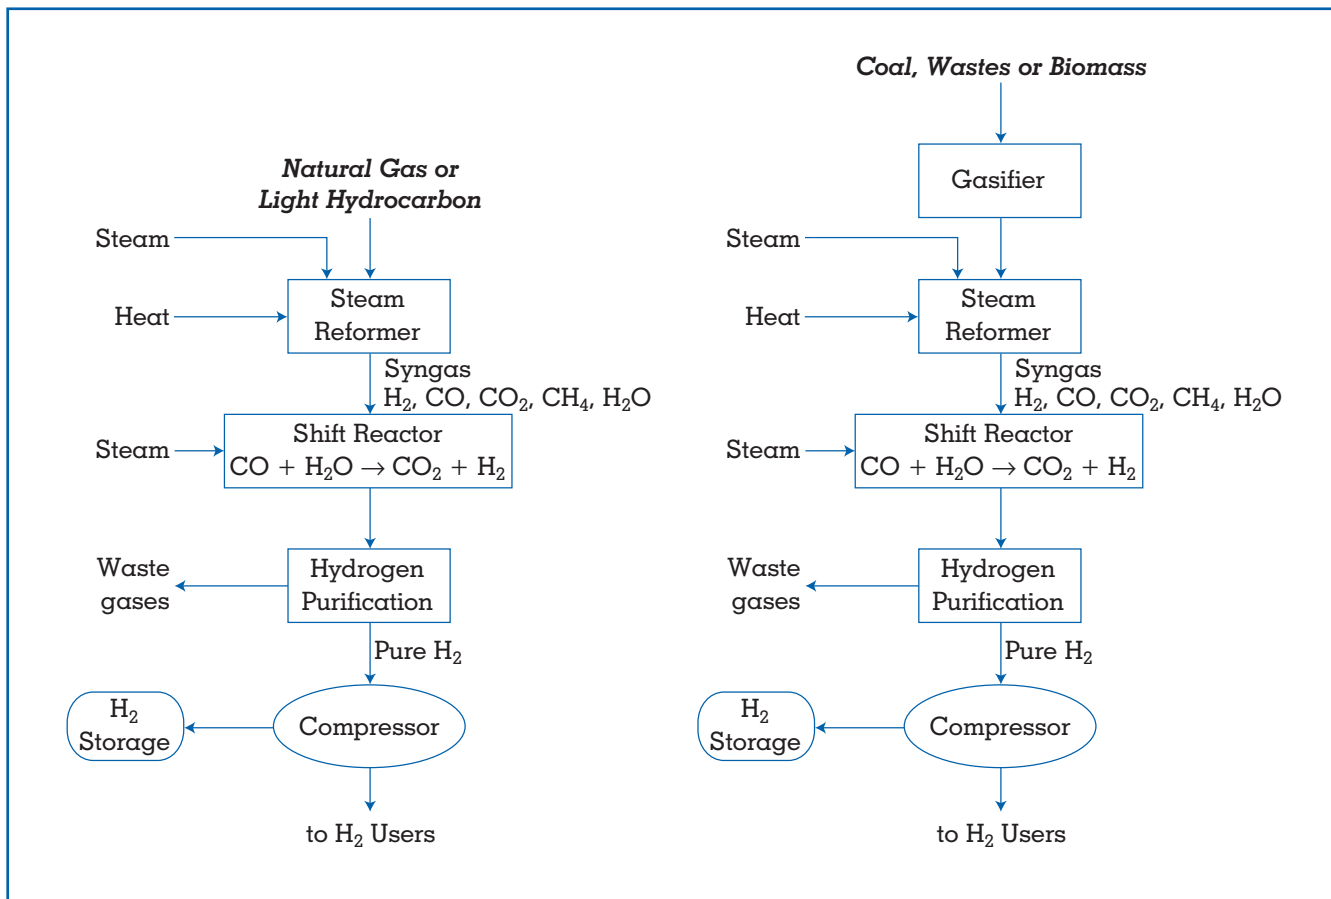 Natural Gas or
Light Hydrocarbon
Steam
Heat
Steam
Reformer
Syngas
H₂, CO, CO₂, CH₄, H₂O
Steam
Shift Reactor
CO + H₂O → CO₂ + H₂
Waste
gases
Hydrogen
Purification
Pure H₂
H₂
Storage
Compressor
to H₂ Users
Coal, Wastes or Biomass
Gasifier
Steam
Heat
Steam
Reformer
Syngas
H₂, CO, CO₂, CH₄, H₂O
Steam
Shift Reactor
CO + H₂O → CO₂ + H₂
Waste
gases
Hydrogen
Purification
Pure H₂
H₂
Storage
Compressor
to H₂ Users